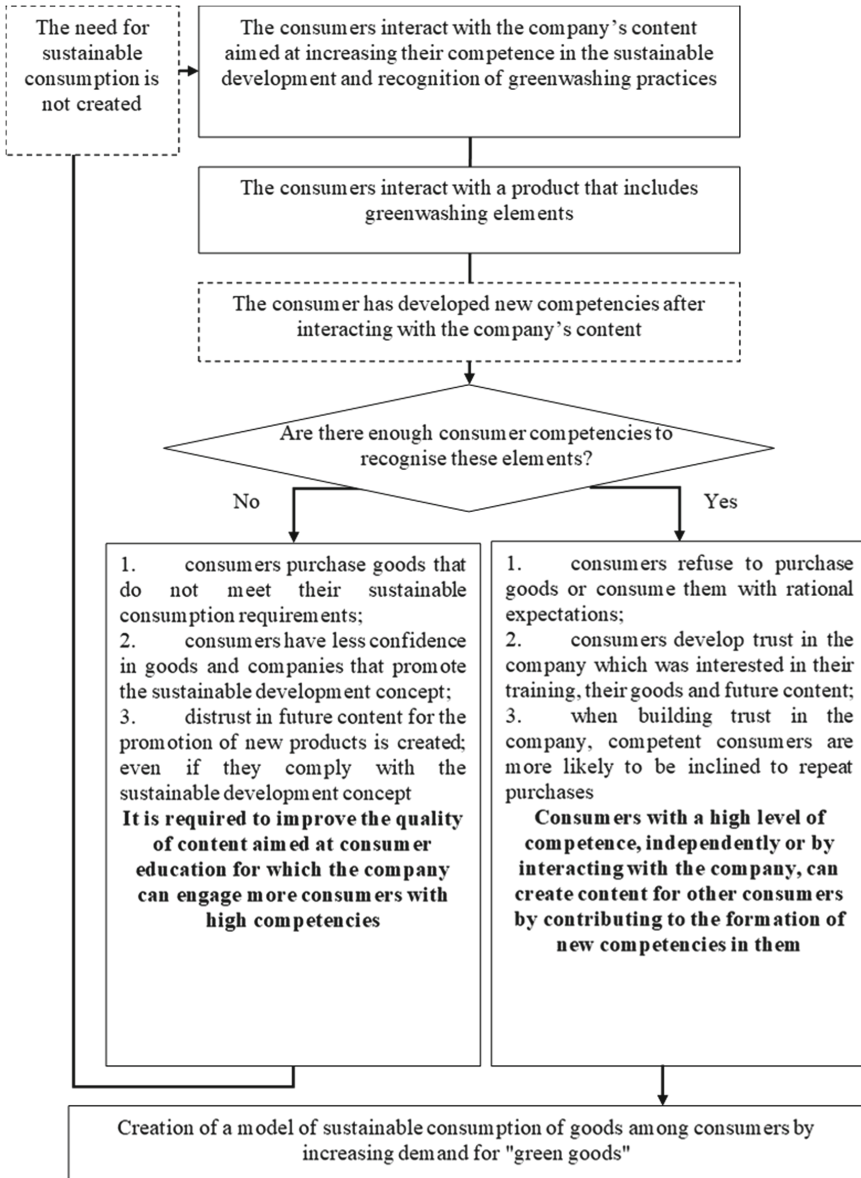 The need for
sustainable
consumption is
not created
The consumers interact with the company’s content
aimed at increasing their competence in the sustainable
development and recognition of greenwashing practices
The consumers interact with a product that includes
greenwashing elements
The consumer has developed new competencies after
interacting with the company’s content
Are there enough consumer competencies to
recognise these elements?
No
Yes
1. consumers purchase goods that
do not meet their sustainable
consumption requirements;
2. consumers have less confidence
in goods and companies that promote
the sustainable development concept;
3. distrust in future content for the
promotion of new products is created;
even if they comply with the
sustainable development concept
It is required to improve the quality
of content aimed at consumer
education for which the company
can engage more consumers with
high competencies
1. consumers refuse to purchase
goods or consume them with rational
expectations;
2. consumers develop trust in the
company which was interested in their
training, their goods and future content;
3. when building trust in the
company, competent consumers are
more likely to be inclined to repeat
purchases
Consumers with a high level of
competence, independently or by
interacting with the company, can
create content for other consumers
by contributing to the formation of
new competencies in them
Creation of a model of sustainable consumption of goods among consumers by
increasing demand for "green goods"